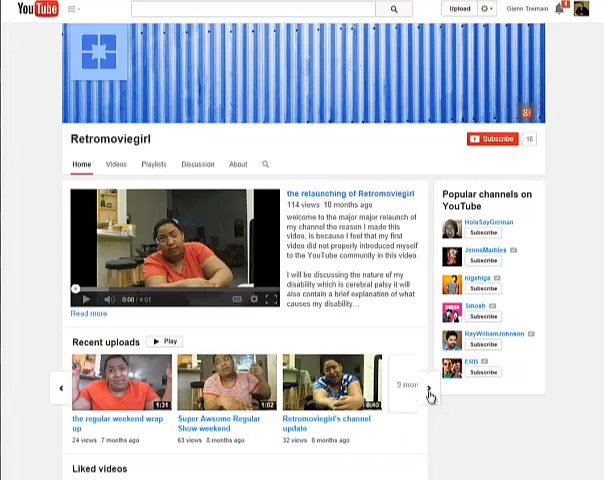 YouTube
Upload
Glenn Tremain
1
g+
Retromoviegirl
Subscribe
16
Home Videos Playlists Discussion About
the relaunching of Retromoviegirl
114 views 10 months ago
welcome to the major major relaunch of
my channel the reason I made this
video, is because I feel that my first
video did not properly introduced myself
to the YouTube community in this video.
I will be discussing the nature of my
disability which is cerebral palsy it will
also contain a brief explanation of what
causes my disability…
0:00 / 4:01
Read more
Popular channels on
YouTube
HolaSoyGerman
Subscribe
JennaMarbles
Subscribe
nigahiga
Subscribe
Smosh
Subscribe
RayWilliamJohnson
Subscribe
ERB
Subscribe
Recent uploads
Play
1:31
1:02
0:40
9 mor
the regular weekend wrap
up
24 views 7 months ago
Super Awsome Regular
Show weekend
63 views 8 months ago
Retromoviegirl's channel
update
32 views 8 months ago
Liked videos